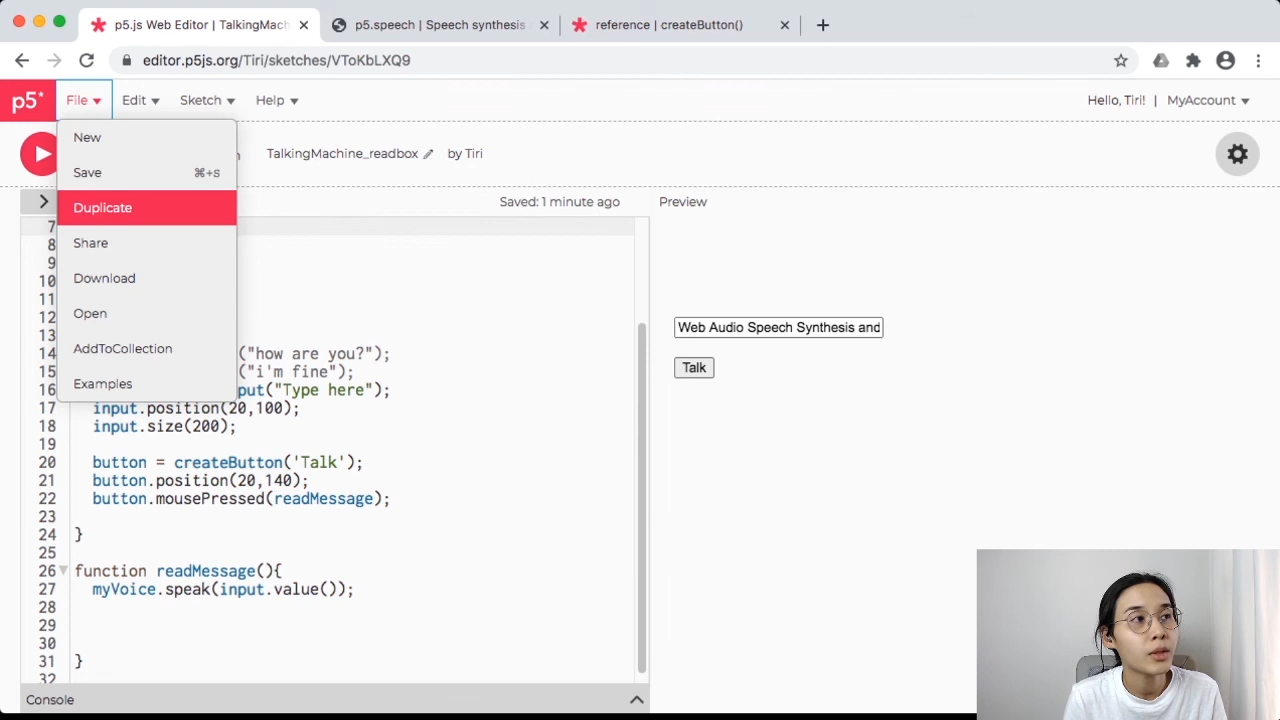 p5.js Web Editor | TalkingMach
p5.speech | Speech synthesis
reference | createButton()
editor.p5js.org/Tiri/sketches/VToKbLXQ9
p5*
File
Edit
Sketch
Help
Hello, Tiri! | MyAccount
New
Save ⌘+S
Duplicate
Share
Download
Open
AddToCollection
Examples
TalkingMachine_readbox by Tiri
Saved: 1 minute ago
Preview
7
8
9
10
11
12
13
14 ("how are you?");
15 ("i'm fine");
16 put("Type here");
17 input.position(20,100);
18 input.size(200);
19
20 button = createButton('Talk');
21 button.position(20,140);
22 button.mousePressed(readMessage);
23
24 }
25
26 function readMessage(){
27 myVoice.speak(input.value());
28
29
30
31 }
32
Web Audio Speech Synthesis and
Talk
Console